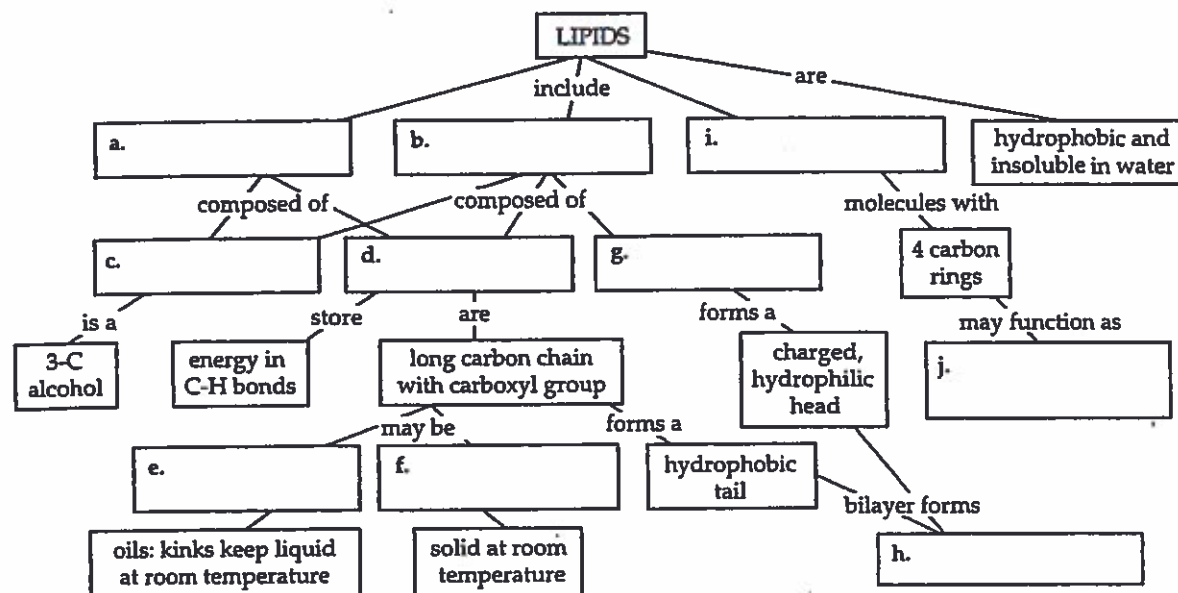 LIPIDS
are
include
a.
b.
i.
hydrophobic and
insoluble in water
composed of
composed of
molecules with
c.
d.
g.
4 carbon
rings
is a
store
are
forms a
may function as
3-C
alcohol
energy in
C-H bonds
long carbon chain
with carboxyl group
charged,
hydrophilic
head
j.
may be
forms a
e.
f.
hydrophobic
tail
bilayer forms
oils: kinks keep liquid
at room temperature
solid at room
temperature
h.